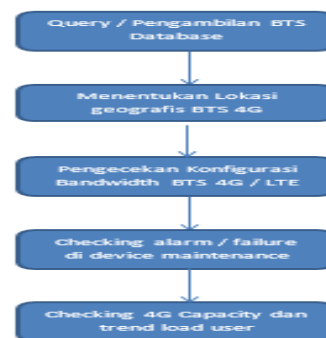 Query / Pengambilan BTS
Database
Menentukan Lokasi
geografis BTS 4G
Pengecekan Konfigurasi
Bandwidth BTS 4G / LTE
Checking alarm / failure
di device maintenance
Checking 4G Capacity dan
trend load user